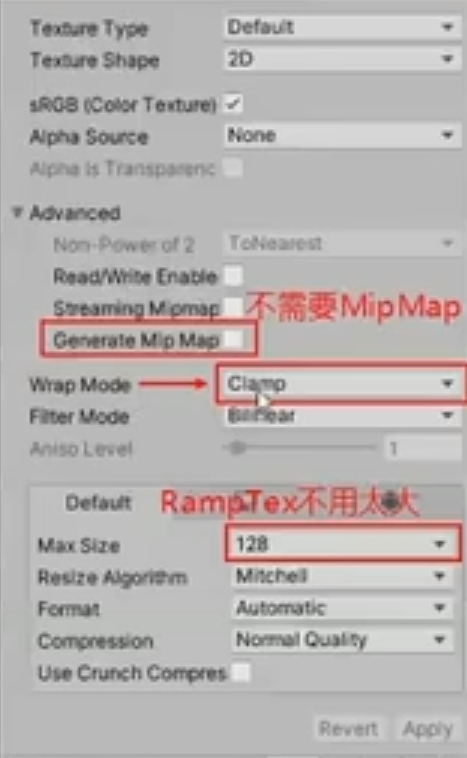 Texture Type Default
Texture Shape 2D
sRGB (Color Texture)
Alpha Source None
Alpha Is Transparenc
Advanced
Non-Power of 2 ToNearest
Read/Write Enable
Streaming Mipmap 不需要MipMap
Generate Mip Map
Wrap Mode Clamp
Filter Mode Bilinear
Aniso Level 1
Default RampTex不用太大
Max Size 128
Resize Algorithm Mitchell
Format Automatic
Compression Normal Quality
Use Crunch Compres
Revert Apply